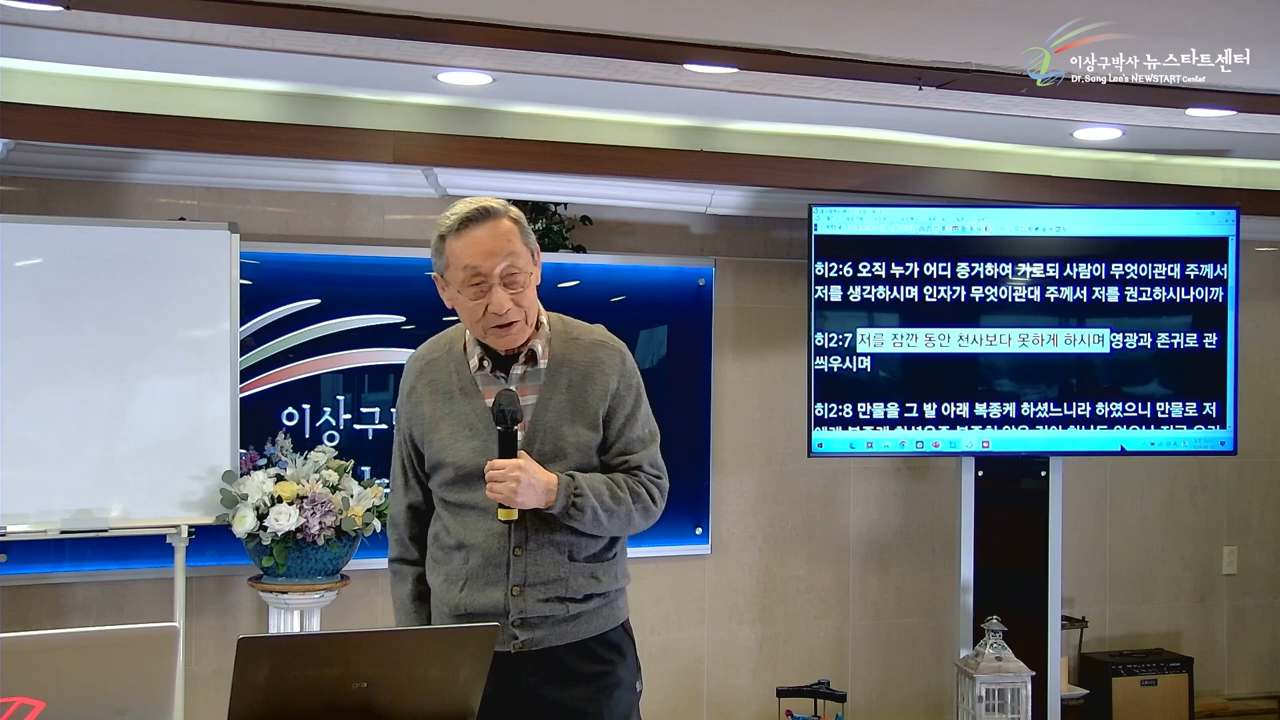 이상구박사 뉴스타트센터
Dr. Sang Lee's NEWSTART Center
히2:6 오직 누가 어디 증거하여 가로되 사람이 무엇이관대 주께서
저를 생각하시며 인자가 무엇이관대 주께서 저를 권고하시나이까
히2:7 저를 잠깐 동안 천사보다 못하게 하시며 영광과 존귀로 관
씌우시며
히2:8 만물을 그 발 아래 복종케 하셨느니라 하였으니 만물로 저
이상구